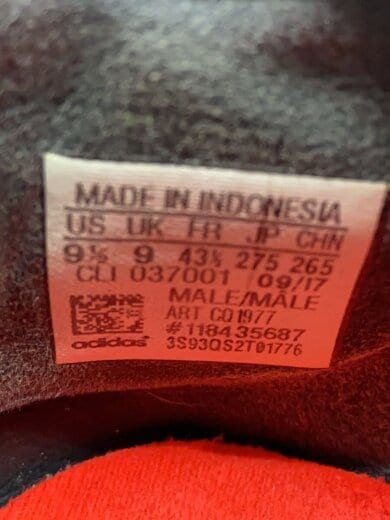 MADE IN INDONESIA
US UK FR JP CHN
9½ 9 43⅓ 275 265
CLI 037001 09/17
MALE/MÂLE
ART CQ1977
#118435687
adidas 3S93QS2T01776